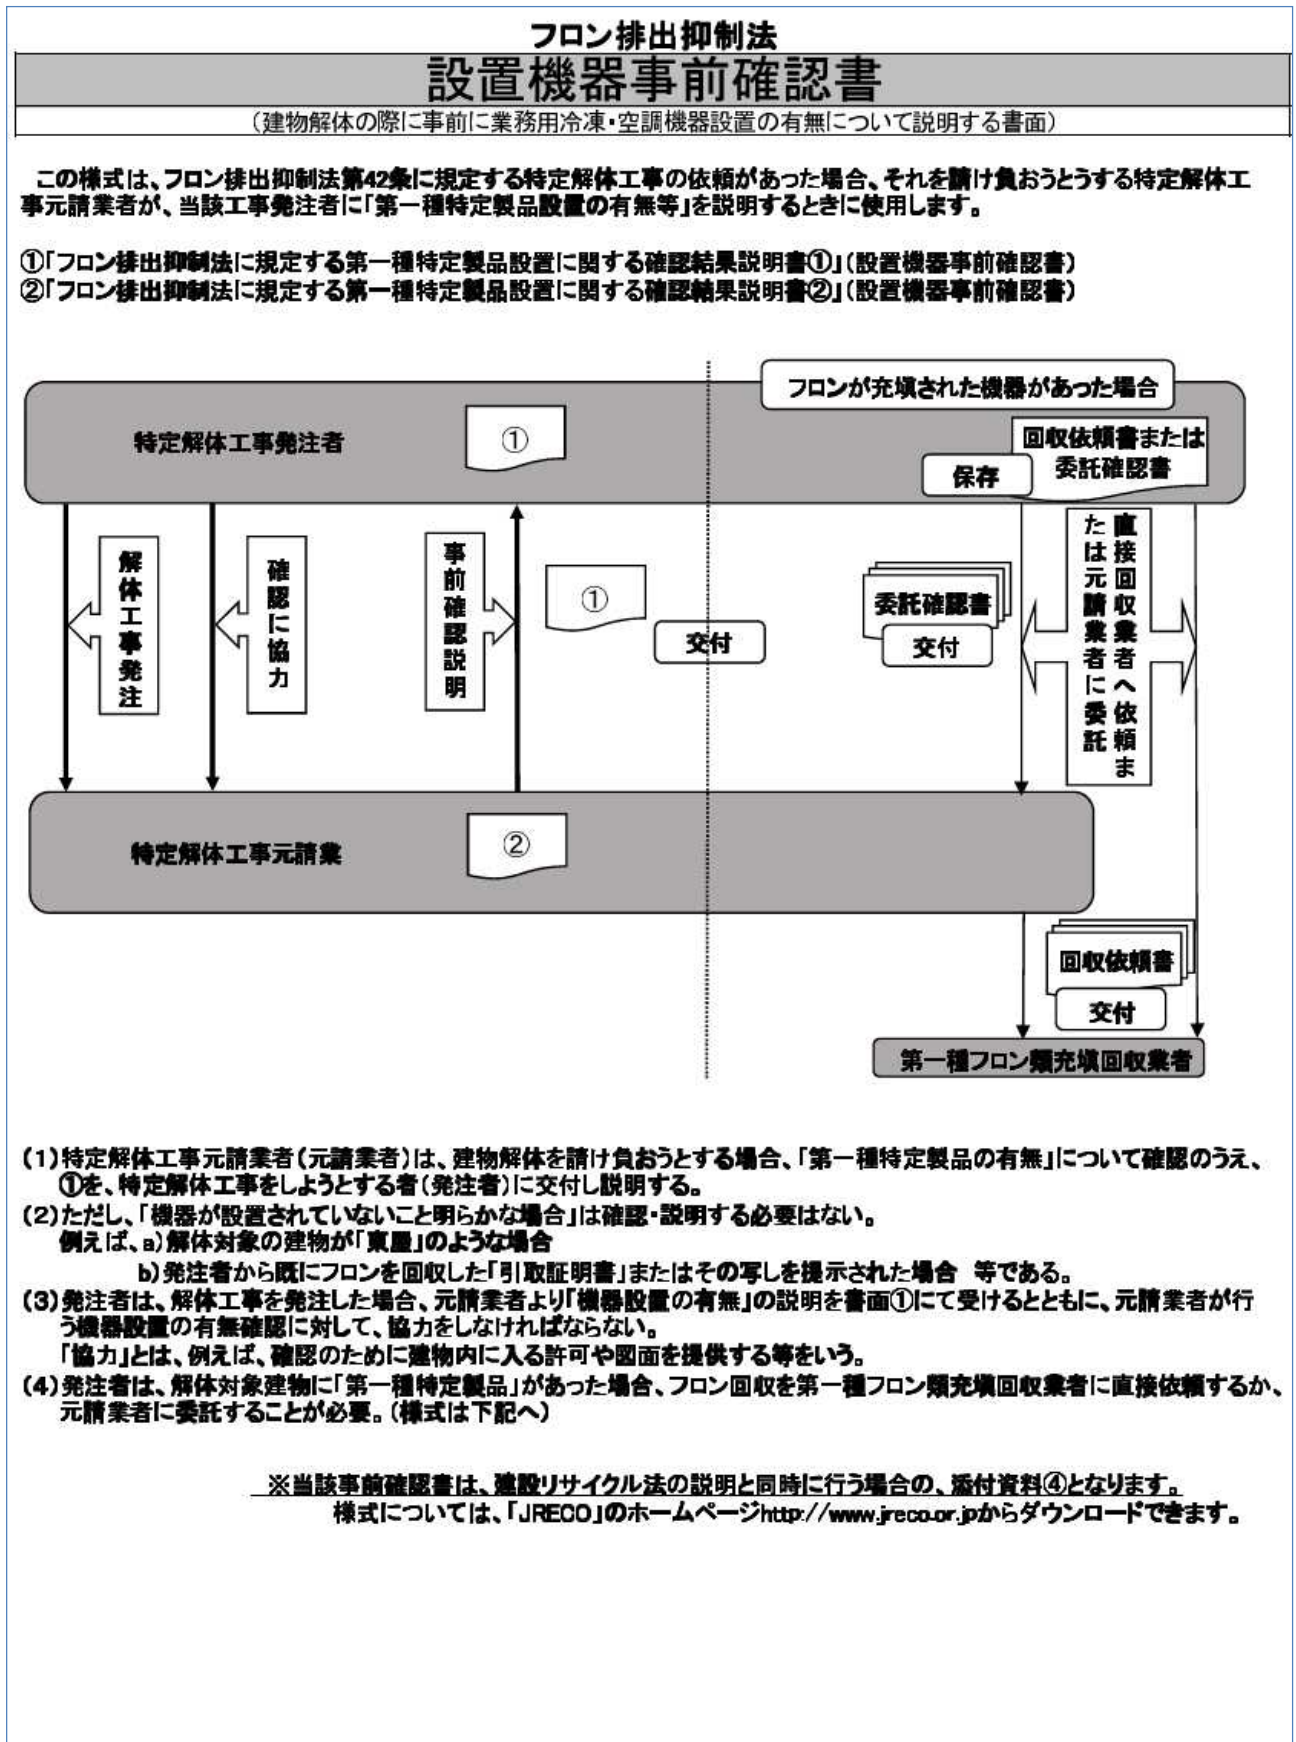 フロン排出抑制法
設置機器事前確認書
（建物解体の際に事前に業務用冷凍・空調機器設置の有無について説明する書面）
この様式は、フロン排出抑制法第42条に規定する特定解体工事の依頼があった場合、それを請け負おうとうする特定解体工
事元請業者が、当該工事発注者に「第一種特定製品設置の有無等」を説明するときに使用します。
①「フロン排出抑制法に規定する第一種特定製品設置に関する確認結果説明書①」（設置機器事前確認書）
②「フロン排出抑制法に規定する第一種特定製品設置に関する確認結果説明書②」（設置機器事前確認書）
フロンが充填された機器があった場合
特定解体工事発注者
①
回収依頼書または
委託確認書
保存
解体工事発注
確認に協力
事前確認説明
①
交付
委託確認書
交付
直接回収業者へ依頼ま
たは元請業者に委託
特定解体工事元請業
②
回収依頼書
交付
第一種フロン類充填回収業者
（1）特定解体工事元請業者（元請業者）は、建物解体を請け負おうとする場合、「第一種特定製品の有無」について確認のうえ、
①を、特定解体工事をしようとする者（発注者）に交付し説明する。
（2）ただし、「機器が設置されていないこと明らかな場合」は確認・説明する必要はない。
例えば、a）解体対象の建物が「東屋」のような場合
b）発注者から既にフロンを回収した「引取証明書」またはその写しを提示された場合 等である。
（3）発注者は、解体工事を発注した場合、元請業者より「機器設置の有無」の説明を書面①にて受けるとともに、元請業者が行
う機器設置の有無確認に対して、協力をしなければならない。
「協力」とは、例えば、確認のために建物内に入る許可や図面を提供する等をいう。
（4）発注者は、解体対象建物に「第一種特定製品」があった場合、フロン回収を第一種フロン類充填回収業者に直接依頼するか、
元請業者に委託することが必要。（様式は下記へ）
※当該事前確認書は、建設リサイクル法の説明と同時に行う場合の、添付資料④となります。
様式については、「JRECO」のホームページhttp://www.jreco.or.jpからダウンロードできます。